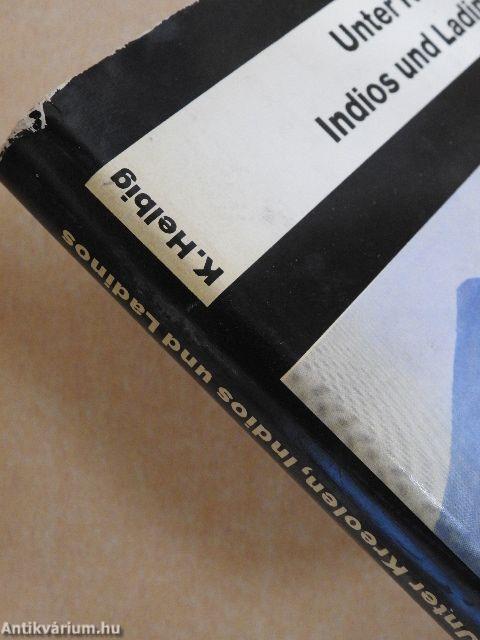 Unter
Indios und Ladin
K. Helbig
Unter Kreolen, Indios und Ladinos
Antikvárium.hu